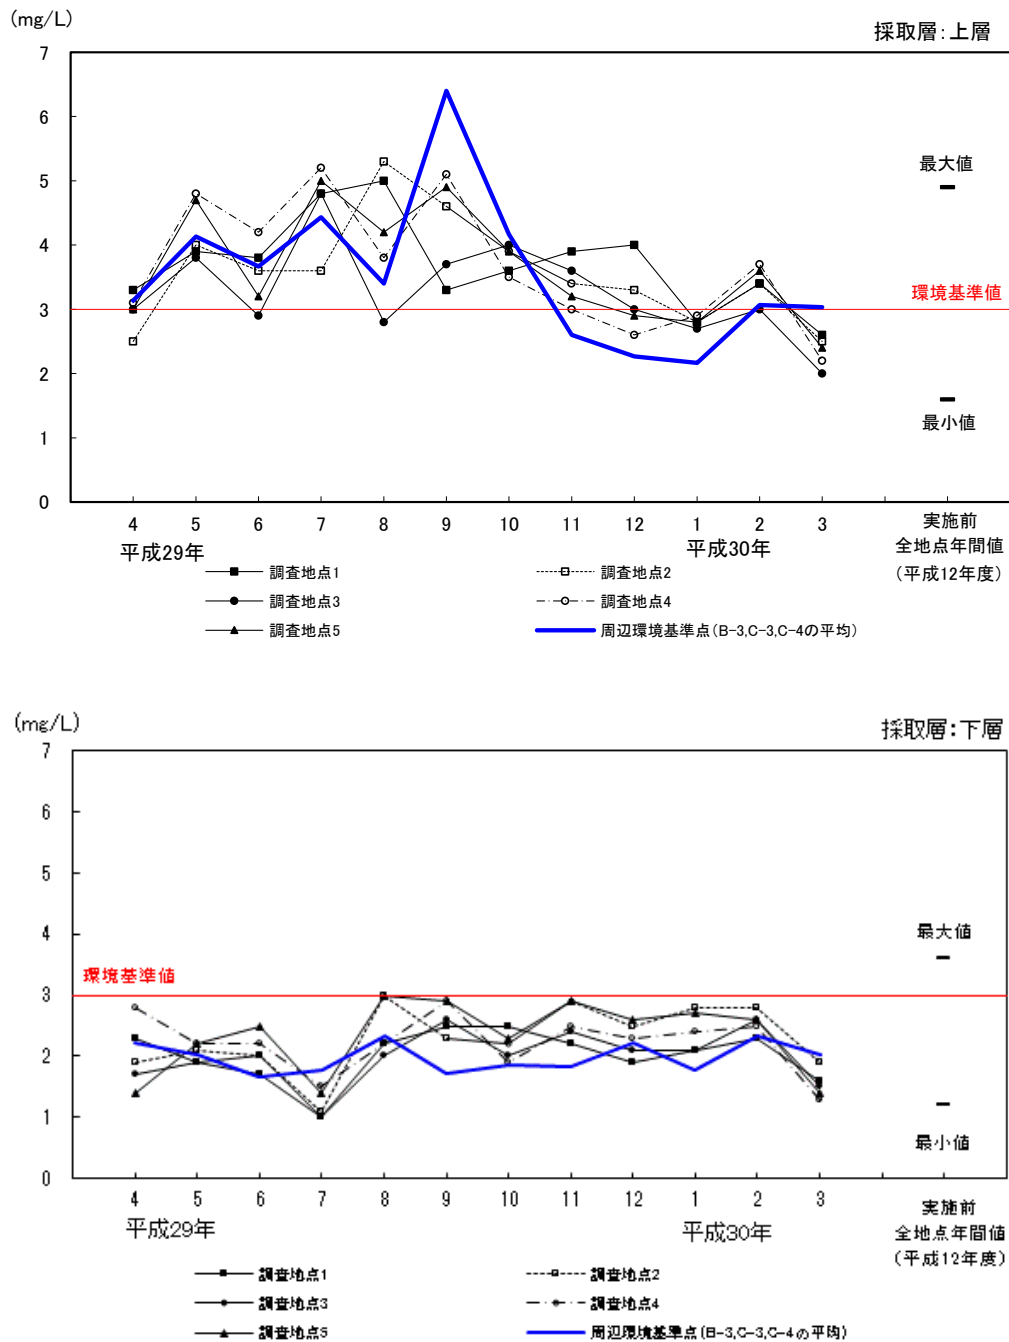 (mg/L)
採取層：上層
7
6
最大値
5
4
環境基準値
3
2
最小値
1
0
4 5 6 7 8 9 10 11 12 1 2 3 実施前
平成29年 平成30年 全地点年間値
（平成12年度）
調査地点1 調査地点2
調査地点3 調査地点4
調査地点5 周辺環境基準点（B-3,C-3,C-4の平均）
(mg/L)
採取層：下層
7
6
5
4
最大値
環境基準値
3
2
1
最小値
0
4 5 6 7 8 9 10 11 12 1 2 3 実施前
平成29年 平成30年 全地点年間値
（平成12年度）
調査地点1 調査地点2
調査地点3 調査地点4
調査地点5 周辺環境基準点（B-3,C-3,C-4の平均）